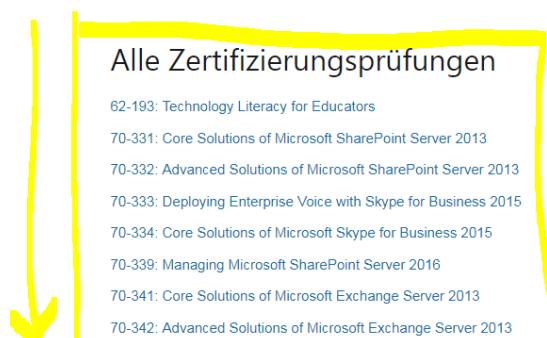 Alle Zertifizierungsprüfungen
62-193: Technology Literacy for Educators
70-331: Core Solutions of Microsoft SharePoint Server 2013
70-332: Advanced Solutions of Microsoft SharePoint Server 2013
70-333: Deploying Enterprise Voice with Skype for Business 2015
70-334: Core Solutions of Microsoft Skype for Business 2015
70-339: Managing Microsoft SharePoint Server 2016
70-341: Core Solutions of Microsoft Exchange Server 2013
70-342: Advanced Solutions of Microsoft Exchange Server 2013